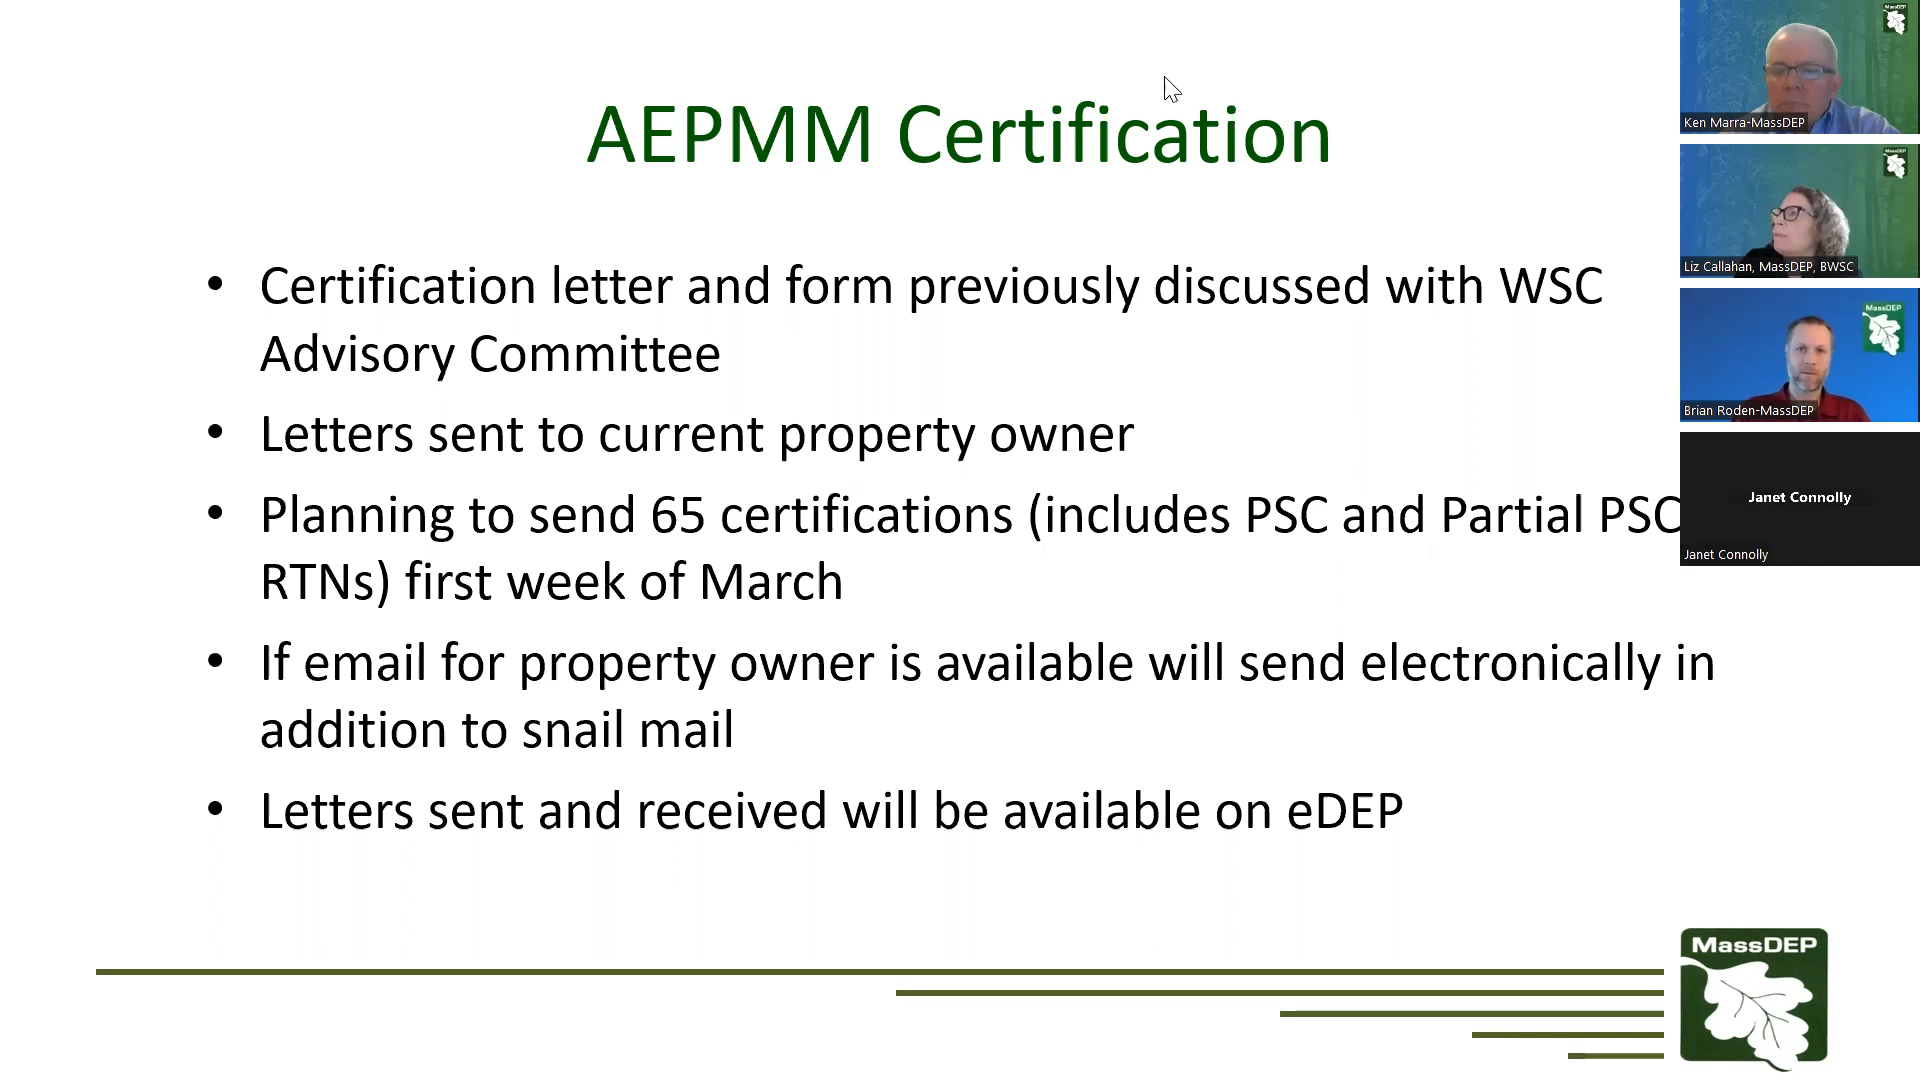 AEPMM Certification
• Certification letter and form previously discussed with WSC
Advisory Committee
• Letters sent to current property owner
• Planning to send 65 certifications (includes PSC and Partial PSC
RTNs) first week of March
• If email for property owner is available will send electronically in
addition to snail mail
• Letters sent and received will be available on eDEP
MassDEP
MassDEP
Ken Marra-MassDEP
MassDEP
Liz Callahan, MassDEP, BWSC
MassDEP
Brian Roden-MassDEP
Janet Connolly
Janet Connolly